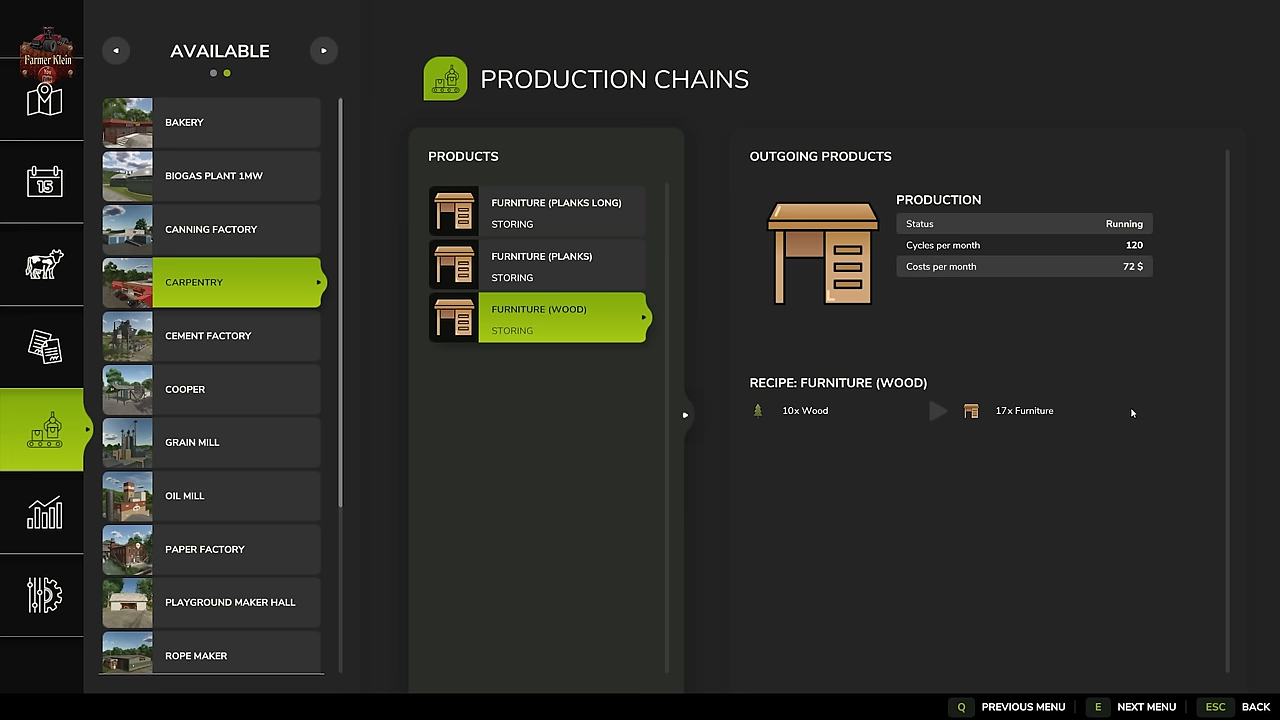 Farmer Klein
You
15
AVAILABLE
BAKERY
BIOGAS PLANT 1MW
CANNING FACTORY
CARPENTRY
CEMENT FACTORY
COOPER
GRAIN MILL
OIL MILL
PAPER FACTORY
PLAYGROUND MAKER HALL
ROPE MAKER
PRODUCTION CHAINS
PRODUCTS
FURNITURE (PLANKS LONG)
STORING
FURNITURE (PLANKS)
STORING
FURNITURE (WOOD)
STORING
OUTGOING PRODUCTS
PRODUCTION
Status Running
Cycles per month 120
Costs per month 72 $
RECIPE: FURNITURE (WOOD)
10x Wood 17x Furniture
Q PREVIOUS MENU E NEXT MENU ESC BACK